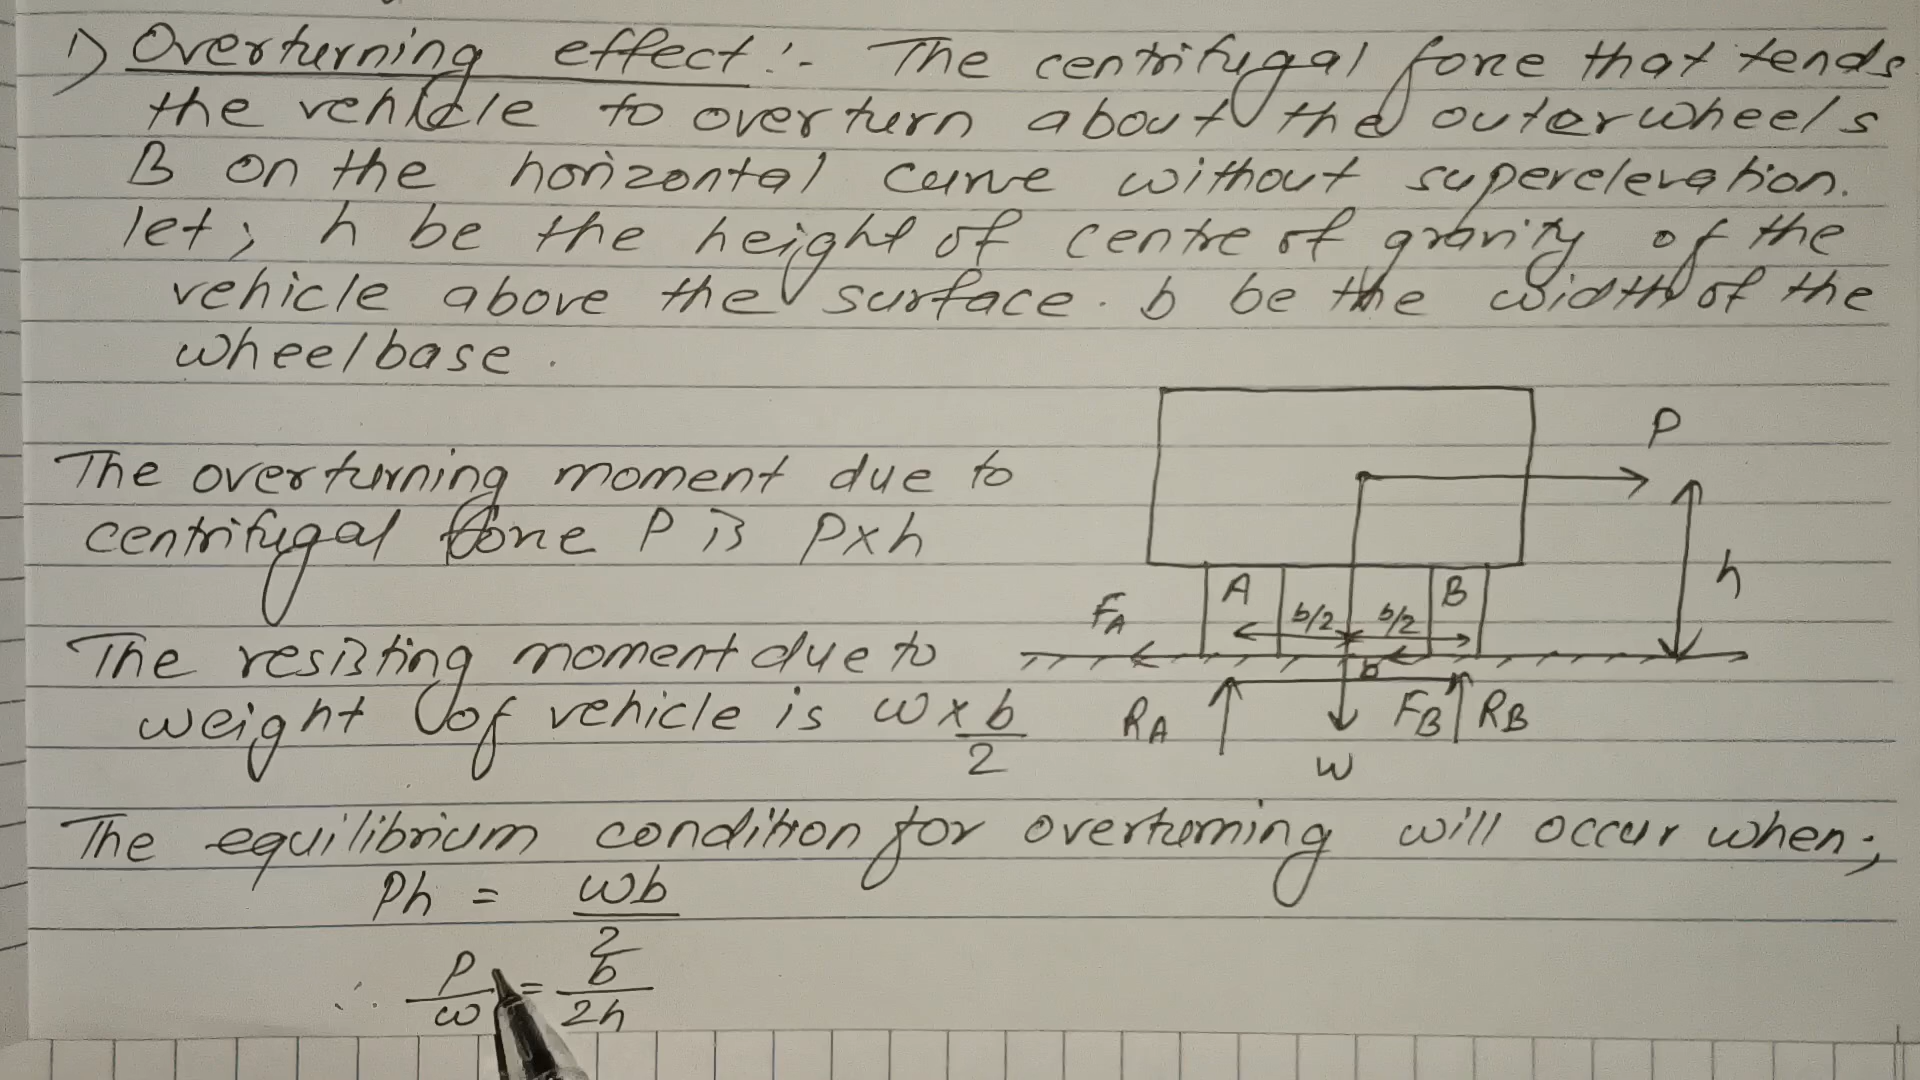 1) Overturning effect:- The centrifugal force that tends
the vehicle to overturn about the outer wheels
B on the horizontal curve without superelevation.
let, h be the height of centre of gravity of the
vehicle above the surface. b be the width of the
wheelbase.
The overturning moment due to
centrifugal force P is P×h
The resisting moment due to
weight of vehicle is w×b/2
P
h
A
B
b/2
b/2
FA
b
RA
FB
RB
w
The equilibrium condition for overturning will occur when;
Ph = wb/2
∴ P/w = b/2h